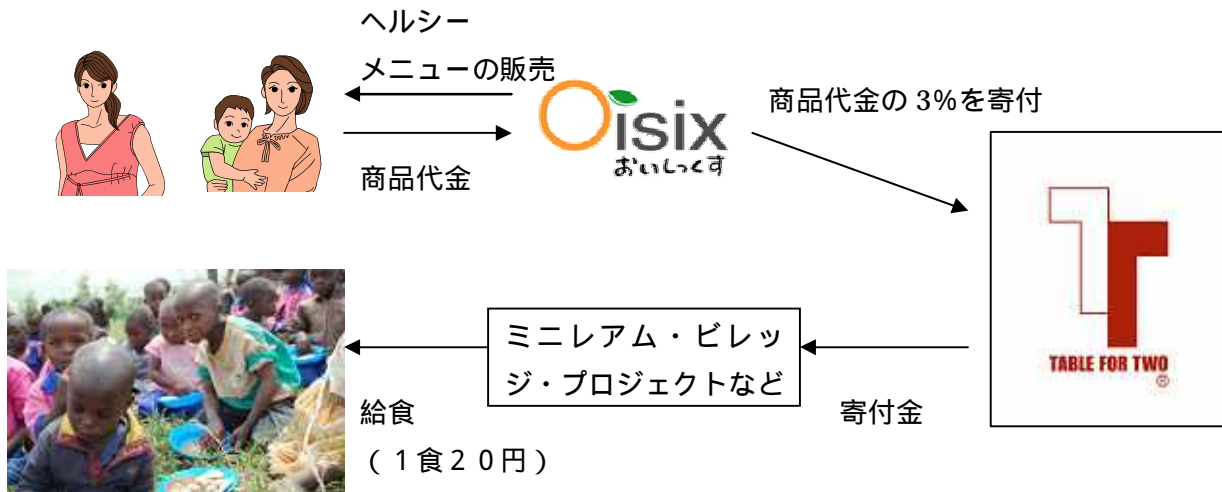 ヘルシー
メニューの販売
商品代金
Oisix
おいしっくす
商品代金の 3%を寄付
TABLE FOR TWO
©
寄付金
ミニレアム・ビレッ
ジ・プロジェクトなど
給食
(1食20円)